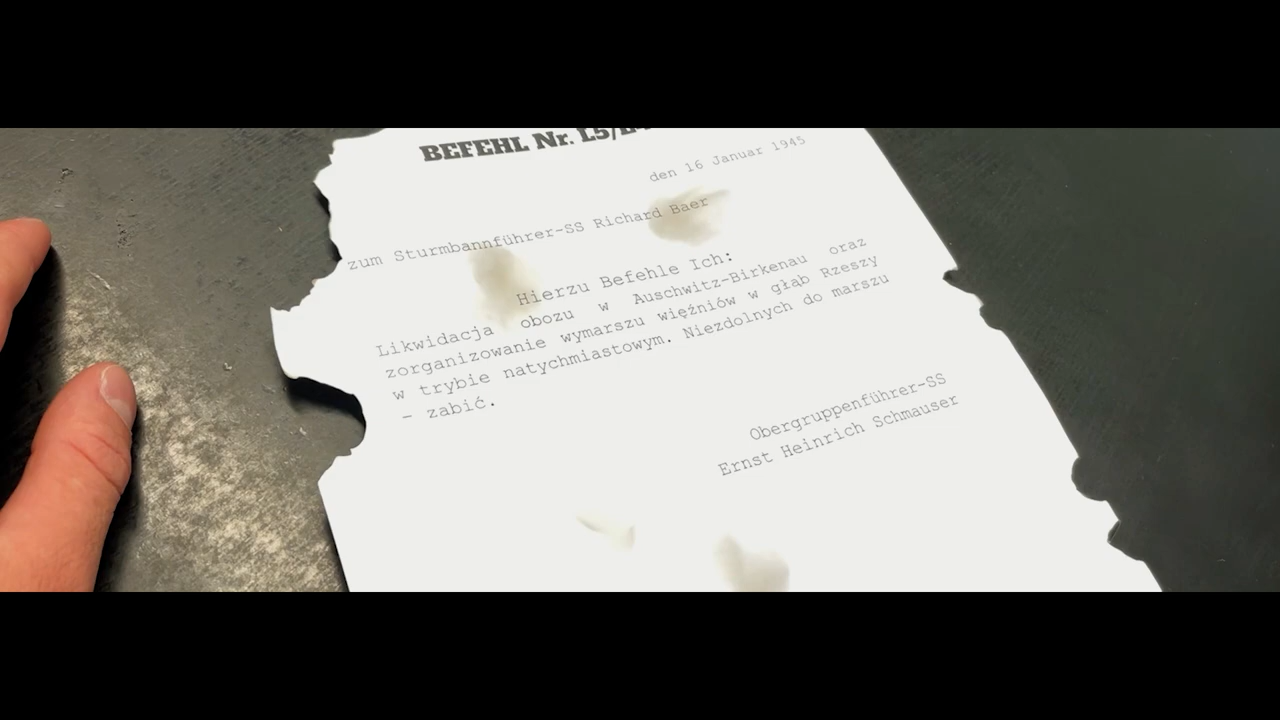 BEFEHL Nr.
den 16 Januar 1945
zum Sturmbannführer-SS Richard Baer
Hierzu Befehle Ich:
Likwidacja obozu w Auschwitz-Birkenau oraz
zorganizowanie wymarszu więźniów w głąb Rzeszy
w trybie natychmiastowym. Niezdolnych do marszu
– zabić.
Obergruppenführer-SS
Ernst Heinrich Schmauser